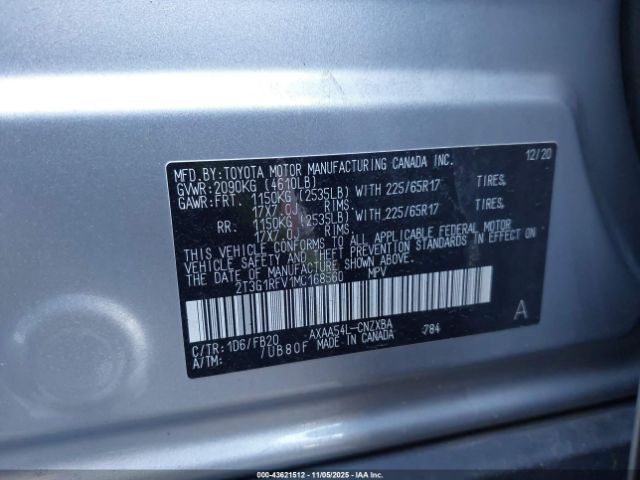 MFD.BY:TOYOTA MOTOR MANUFACTURING CANADA INC. 12/20
GVWR:2090KG (4610LB)
GAWR:FRT. 1150KG (2535LB) WITH 225/65R17 TIRES,
17X7.0J RIMS,
RR. 1150KG (2535LB) WITH 225/65R17 TIRES,
17X7.0J RIMS.
THIS VEHICLE CONFORMS TO ALL APPLICABLE FEDERAL MOTOR
VEHICLE SAFETY AND THEFT PREVENTION STANDARDS IN EFFECT
ON THE DATE OF MANUFACTURE SHOWN ABOVE.
2T3G1RFV1MC168560 MPV
A
AXAA54L-CNZXBA 784
C/TR:1D6/FB20 MADE IN CANADA
A/TM: /UB80F
000-43621512 - 11/05/2025 - IAA Inc.